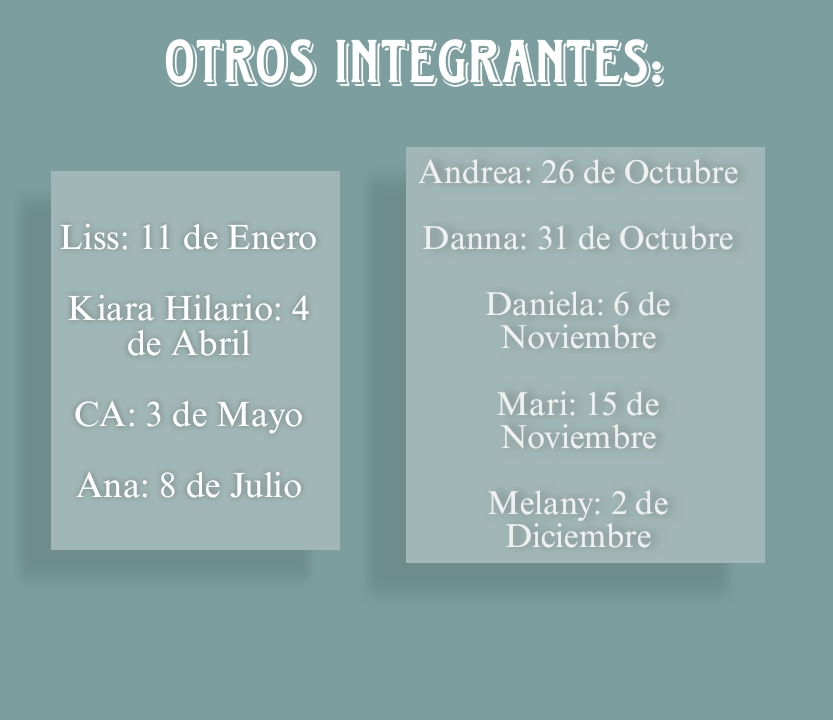 OTROS INTEGRANTES:
Liss: 11 de Enero
Kiara Hilario: 4
de Abril
CA: 3 de Mayo
Ana: 8 de Julio
Andrea: 26 de Octubre
Danna: 31 de Octubre
Daniela: 6 de
Noviembre
Mari: 15 de
Noviembre
Melany: 2 de
Diciembre